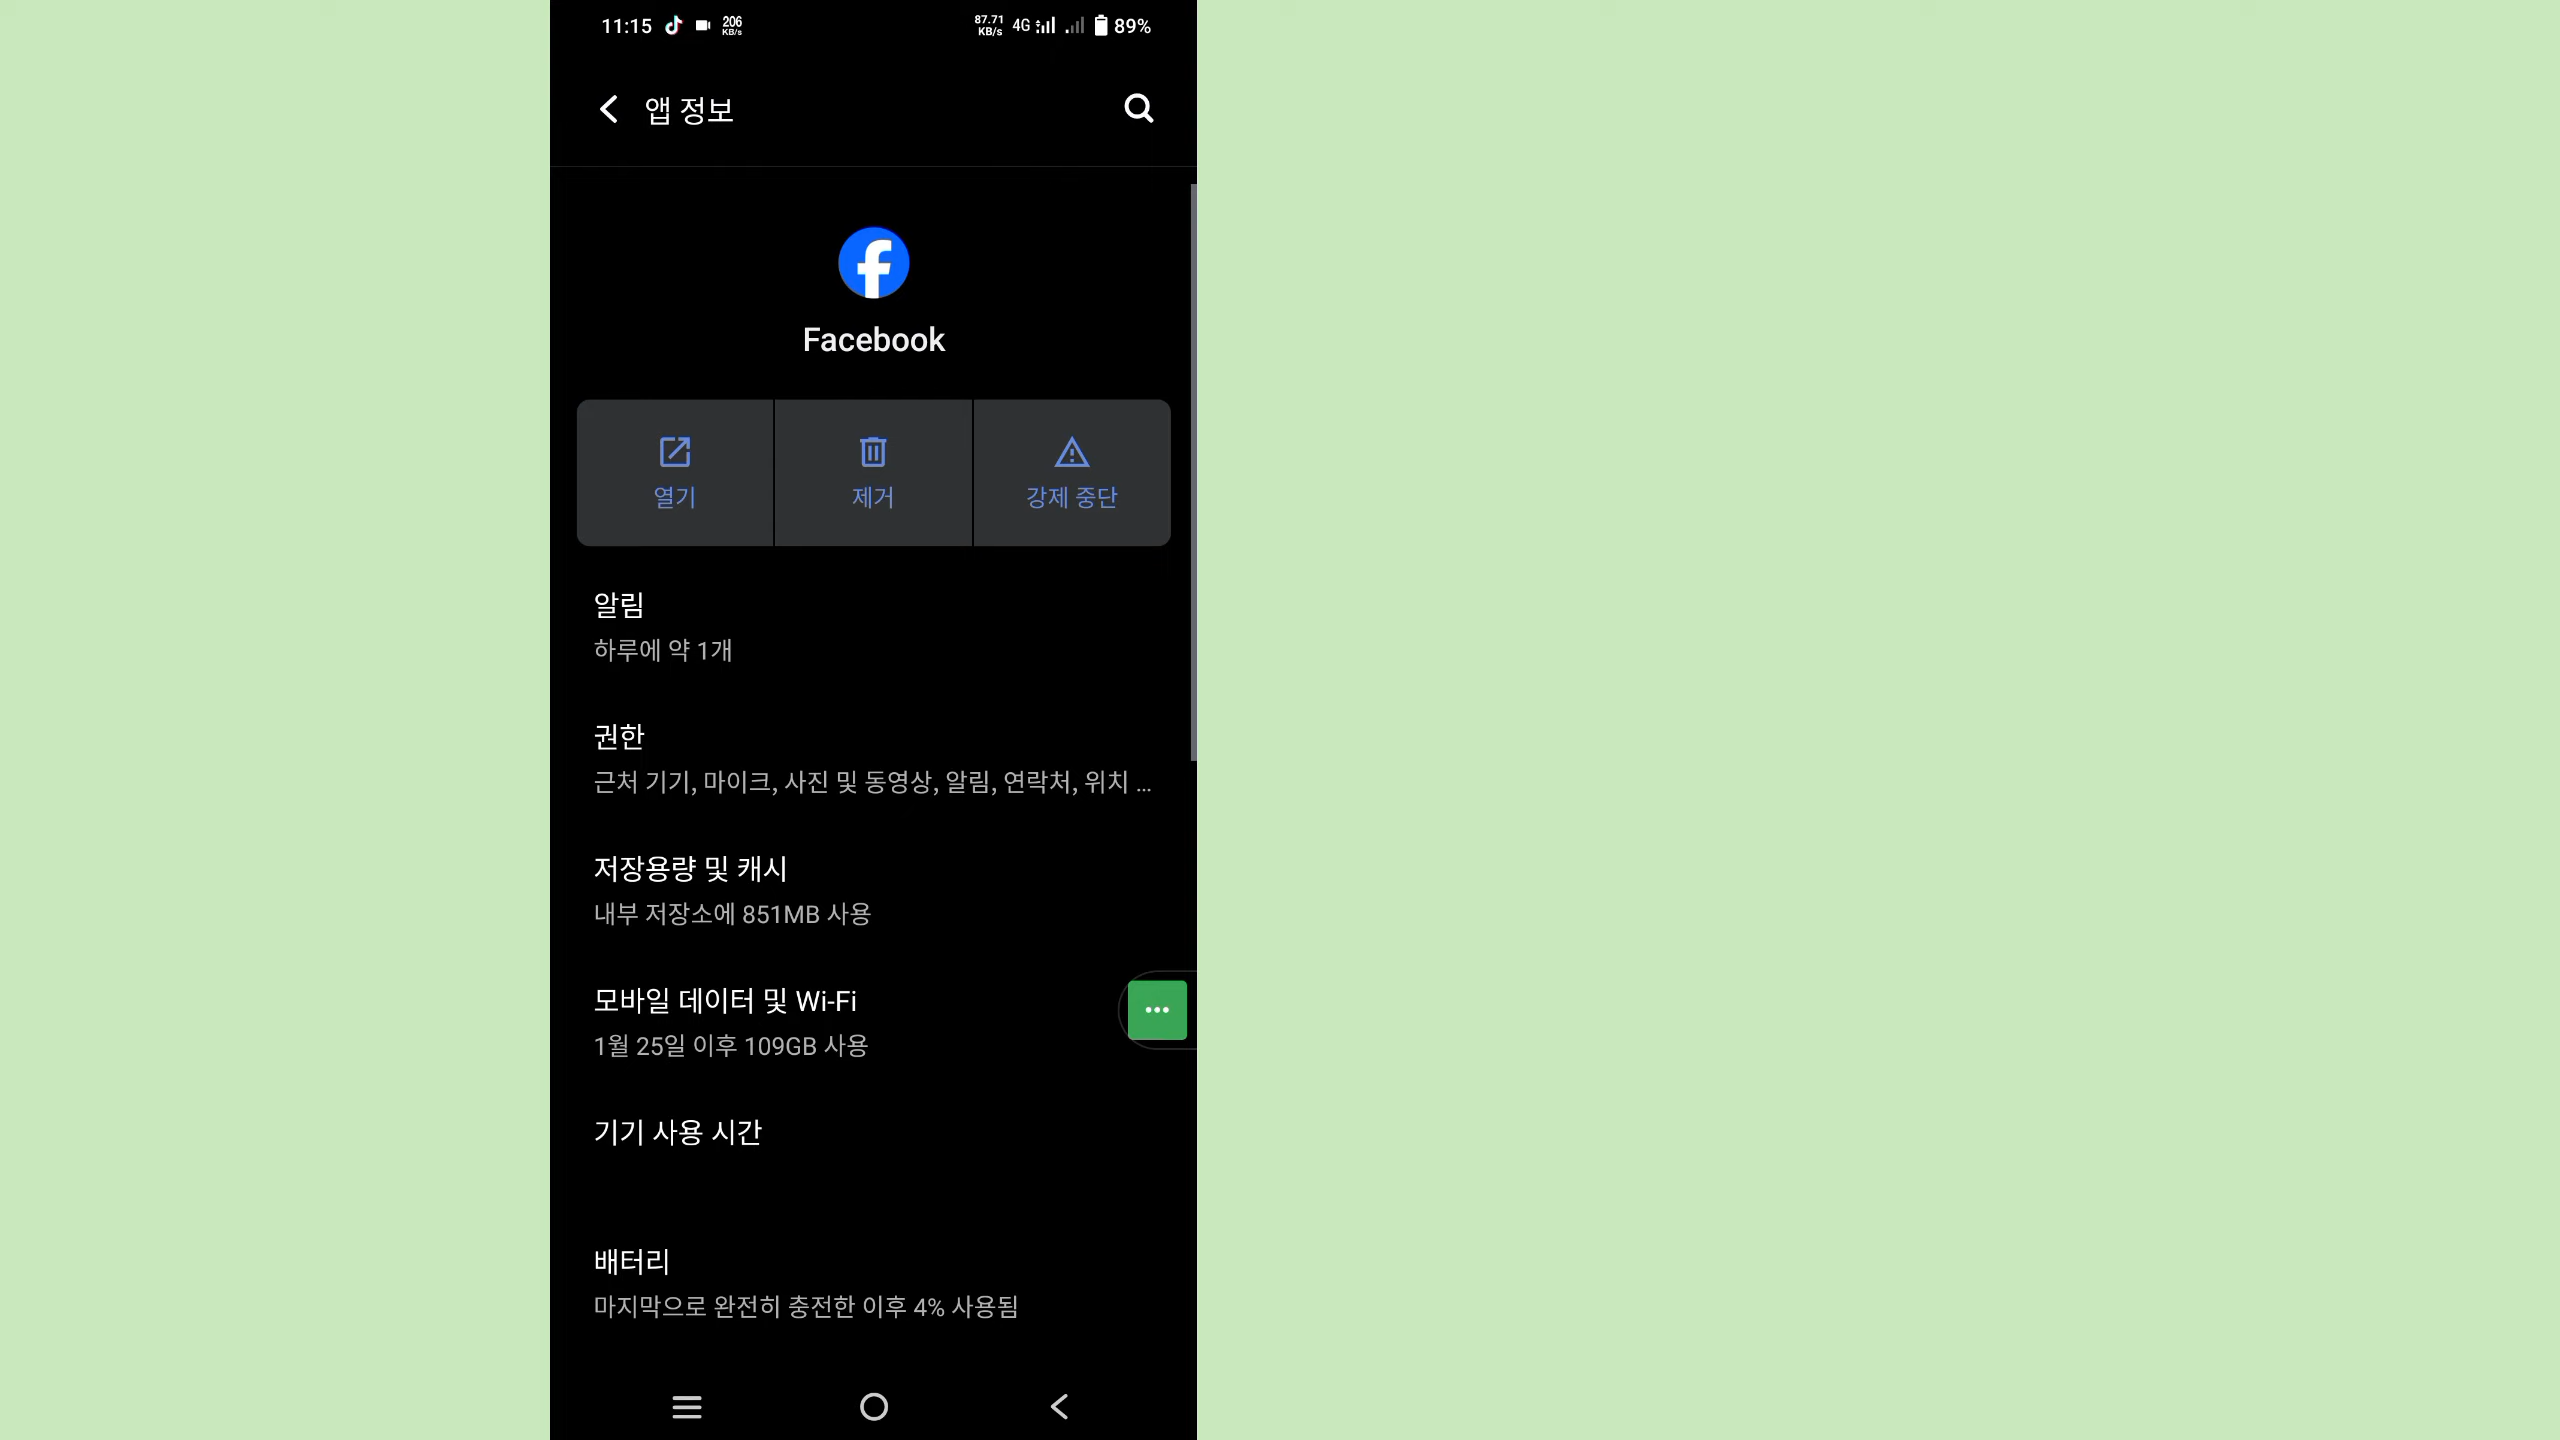 11:15 206 KB/s 87.71 KB/s 4G 89%
앱 정보
Facebook
열기 제거 강제 중단
알림
하루에 약 1개
권한
근처 기기, 마이크, 사진 및 동영상, 알림, 연락처, 위치 ...
저장용량 및 캐시
내부 저장소에 851MB 사용
모바일 데이터 및 Wi-Fi
1월 25일 이후 109GB 사용
기기 사용 시간
배터리
마지막으로 완전히 충전한 이후 4% 사용됨